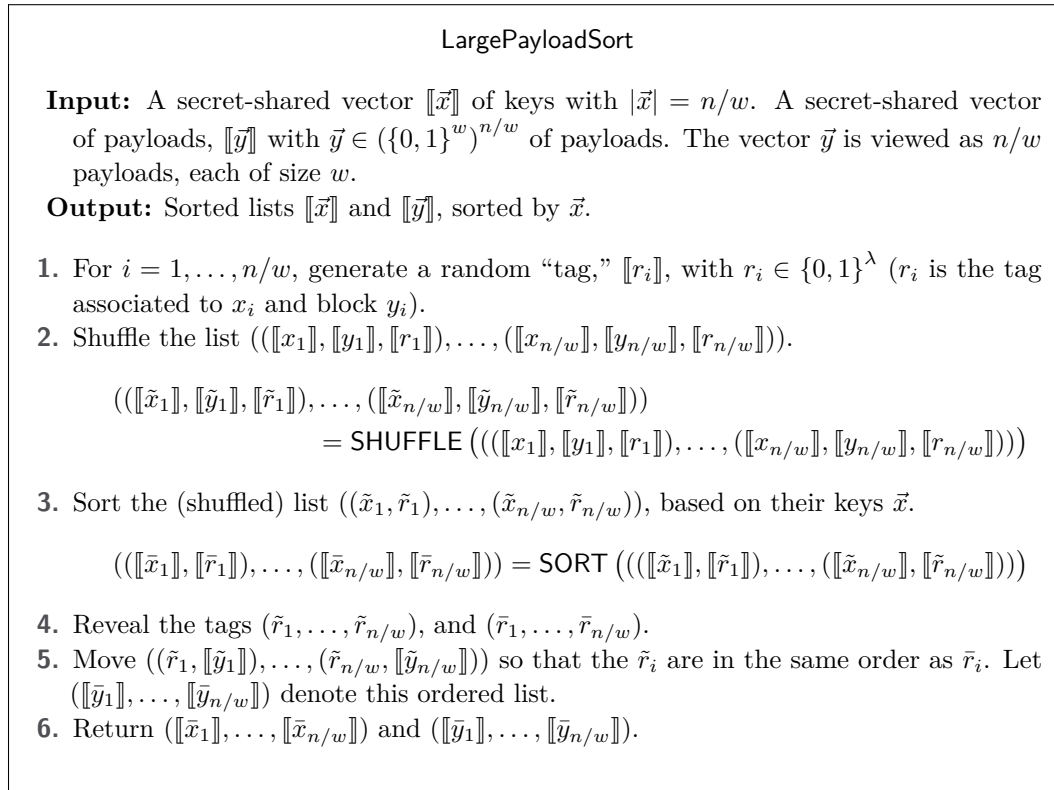 LargePayloadSort
Input: A secret-shared vector ⟦x⃗⟧ of keys with |x⃗| = n/w. A secret-shared vector
of payloads, ⟦y⃗⟧ with y⃗ ∈ ({0, 1}^w)^{n/w} of payloads. The vector y⃗ is viewed as n/w
payloads, each of size w.
Output: Sorted lists ⟦x⃗⟧ and ⟦y⃗⟧, sorted by x⃗.
1. For i = 1, . . . , n/w, generate a random “tag,” ⟦r_i⟧, with r_i ∈ {0, 1}^λ (r_i is the tag
associated to x_i and block y_i).
2. Shuffle the list ((⟦x_1⟧, ⟦y_1⟧, ⟦r_1⟧), . . . , (⟦x_{n/w}⟧, ⟦y_{n/w}⟧, ⟦r_{n/w}⟧)).
((⟦x̃_1⟧, ⟦ỹ_1⟧, ⟦r̃_1⟧), . . . , (⟦x̃_{n/w}⟧, ⟦ỹ_{n/w}⟧, ⟦r̃_{n/w}⟧))
= SHUFFLE (((⟦x_1⟧, ⟦y_1⟧, ⟦r_1⟧), . . . , (⟦x_{n/w}⟧, ⟦y_{n/w}⟧, ⟦r_{n/w}⟧)))
3. Sort the (shuffled) list ((x̃_1, r̃_1), . . . , (x̃_{n/w}, r̃_{n/w})), based on their keys x⃗.
((⟦x̄_1⟧, ⟦r̄_1⟧), . . . , (⟦x̄_{n/w}⟧, ⟦r̄_{n/w}⟧)) = SORT (((⟦x̃_1⟧, ⟦r̃_1⟧), . . . , (⟦x̃_{n/w}⟧, ⟦r̃_{n/w}⟧)))
4. Reveal the tags (r̃_1, . . . , r̃_{n/w}), and (r̄_1, . . . , r̄_{n/w}).
5. Move ((r̃_1, ⟦ỹ_1⟧), . . . , (r̃_{n/w}, ⟦ỹ_{n/w}⟧)) so that the r̃_i are in the same order as r̄_i. Let
(⟦ȳ_1⟧, . . . , ⟦ȳ_{n/w}⟧) denote this ordered list.
6. Return (⟦x̄_1⟧, . . . , ⟦x̄_{n/w}⟧) and (⟦ȳ_1⟧, . . . , ⟦ȳ_{n/w}⟧).